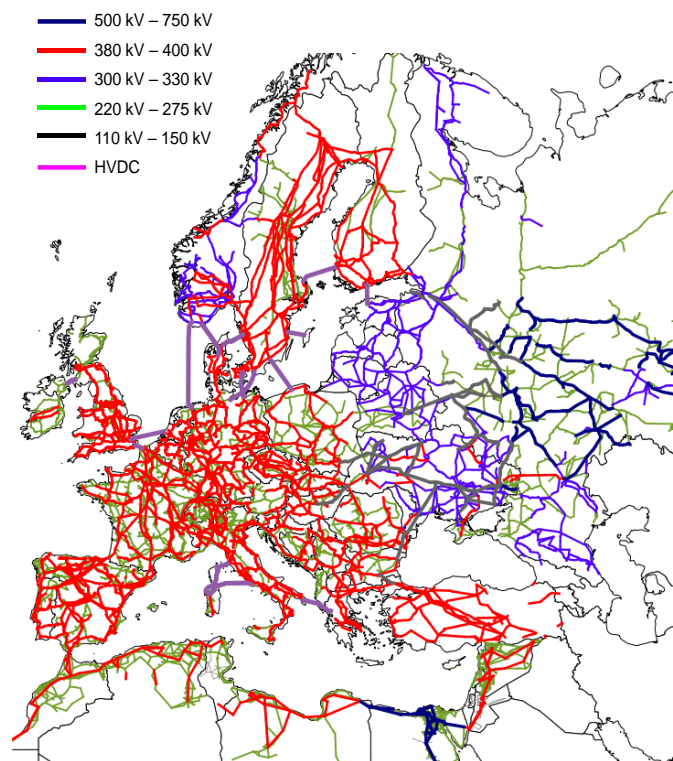 500 kV – 750 kV
380 kV – 400 kV
300 kV – 330 kV
220 kV – 275 kV
110 kV – 150 kV
HVDC